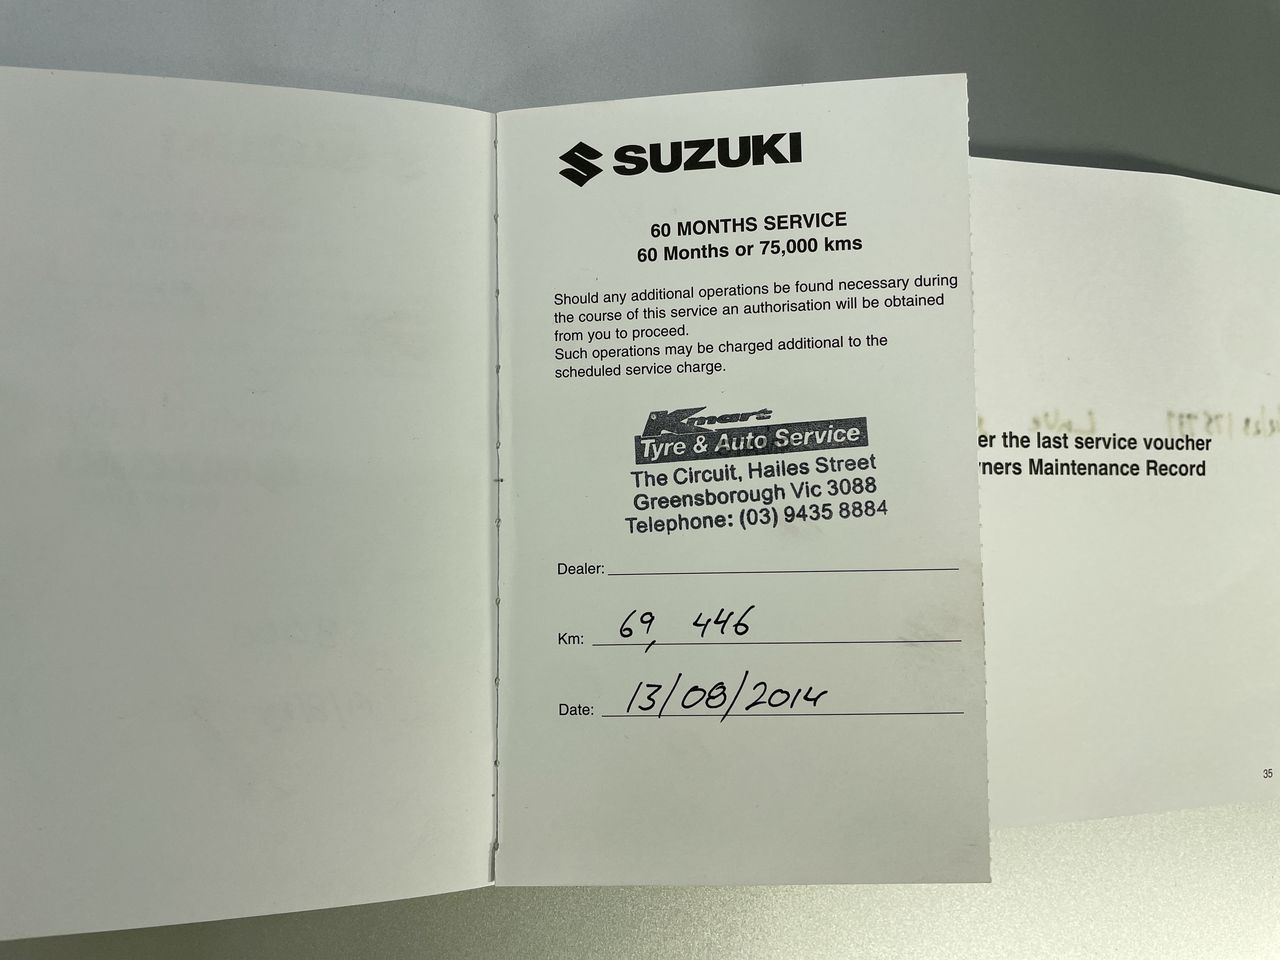 SUZUKI
60 MONTHS SERVICE
60 Months or 75,000 kms
Should any additional operations be found necessary during
the course of this service an authorisation will be obtained
from you to proceed.
Such operations may be charged additional to the
scheduled service charge.
Kmart
Tyre & Auto Service
The Circuit, Hailes Street
Greensborough Vic 3088
Telephone: (03) 9435 8884
Dealer:
Km: 69, 446
Date: 13/08/2014
er the last service voucher
ners Maintenance Record
35